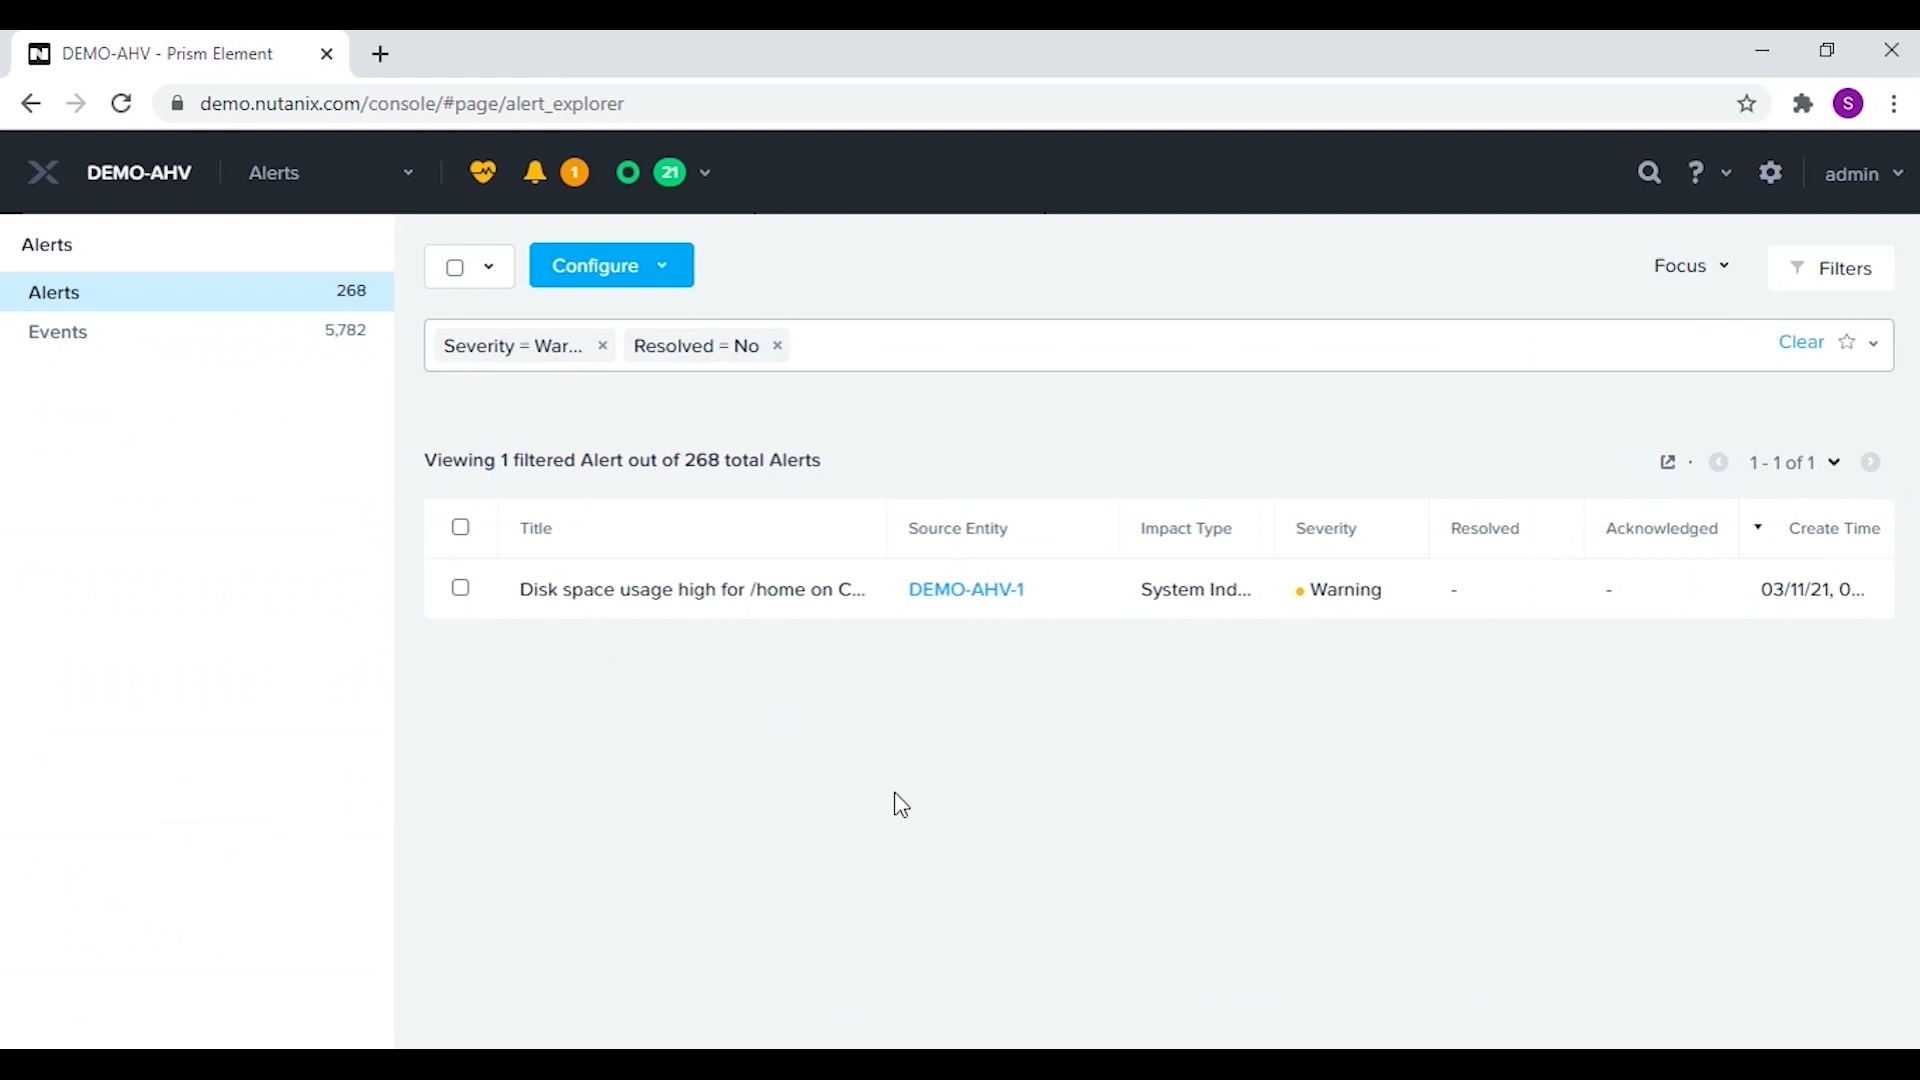 DEMO-AHV - Prism Element
demo.nutanix.com/console/#page/alert_explorer
S
DEMO-AHV
Alerts
1
21
?
admin
Alerts
Alerts 268
Events 5,782
Configure
Focus
Filters
Severity = War... ×
Resolved = No ×
Clear
Viewing 1 filtered Alert out of 268 total Alerts
1 - 1 of 1
Title Source Entity Impact Type Severity Resolved Acknowledged Create Time
Disk space usage high for /home on C... DEMO-AHV-1 System Ind... Warning - - 03/11/21, 0...